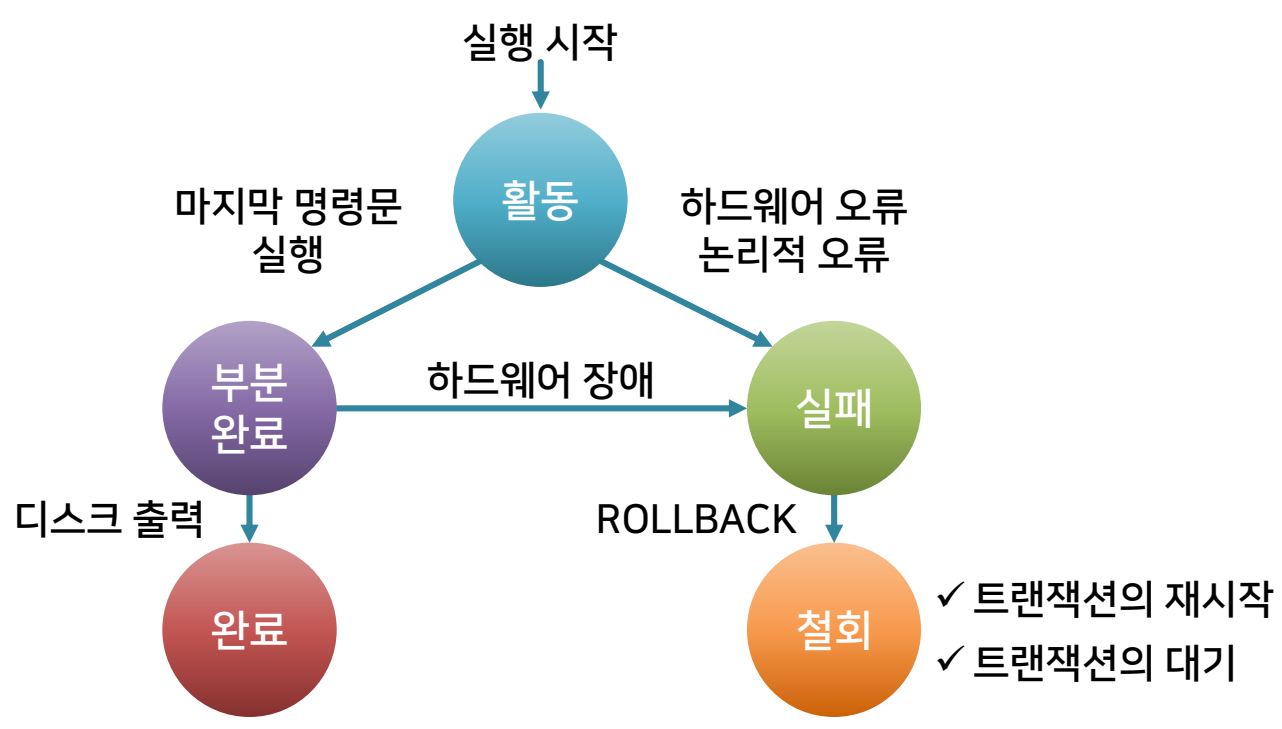 실행 시작
활동
마지막 명령문
실행
하드웨어 오류
논리적 오류
부분
완료
하드웨어 장애
실패
디스크 출력
ROLLBACK
완료
철회
✓ 트랜잭션의 재시작
✓ 트랜잭션의 대기